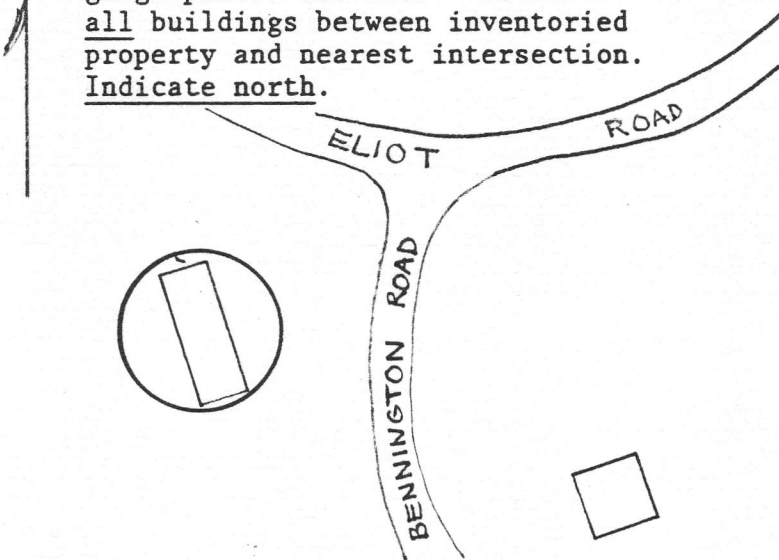 all buildings between inventoried
property and nearest intersection.
Indicate north.
ELIOT ROAD
BENNINGTON ROAD